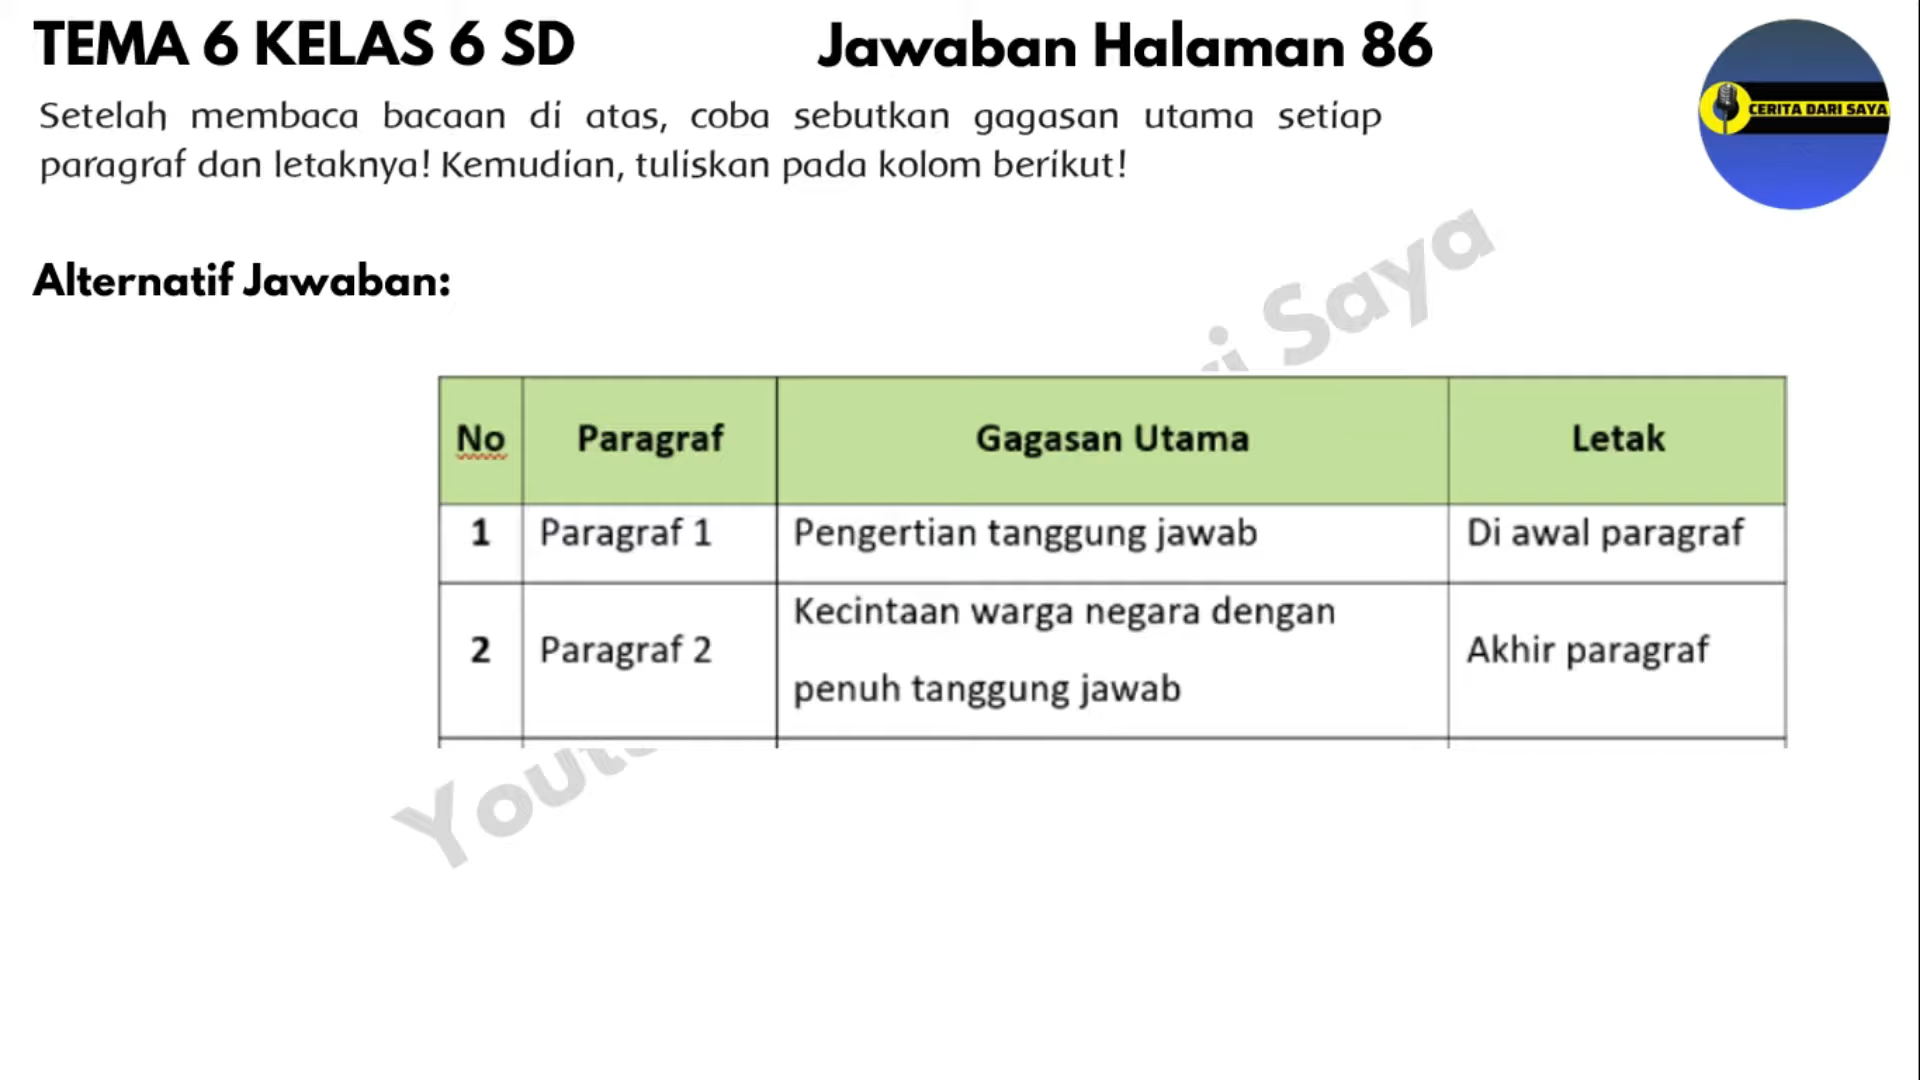 TEMA 6 KELAS 6 SD
Jawaban Halaman 86
CERITA DARI SAYA
Setelah membaca bacaan di atas, coba sebutkan gagasan utama setiap
paragraf dan letaknya! Kemudian, tuliskan pada kolom berikut!
Alternatif Jawaban:
Saya
No Paragraf Gagasan Utama Letak
1 Paragraf 1 Pengertian tanggung jawab Di awal paragraf
2 Paragraf 2 Kecintaan warga negara dengan
penuh tanggung jawab Akhir paragraf